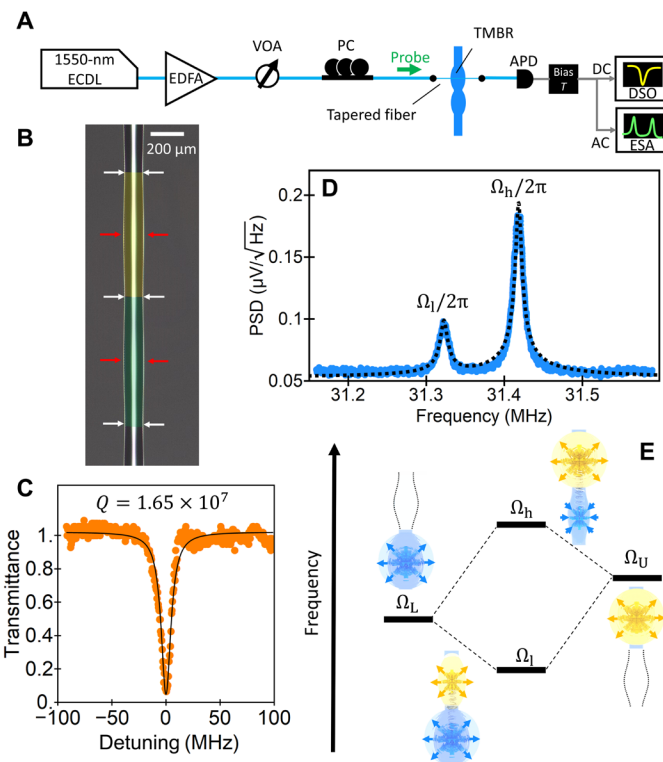 A
1550-nm
ECDL
EDFA
VOA
PC
Probe
TMBR
Tapered fiber
APD
Bias
T
DC
DSO
AC
ESA
B
200 μm
C
Q = 1.65 × 10⁷
Transmittance
1.
0.8
0.6
0.4
0.2
0.
−100
−50
0
50
100
Detuning (MHz)
D
Ωₕ/2π
Ωₗ/2π
PSD (μV/√Hz)
0.2
0.15
0.1
0.05
31.2
31.3
31.4
31.5
Frequency (MHz)
E
Frequency
Ωₕ
Ω_U
Ω_L
Ωₗ